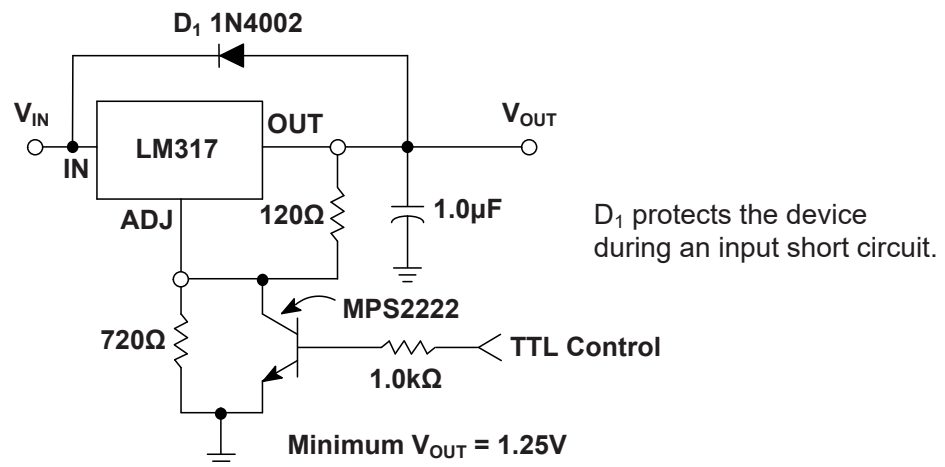 D1 1N4002
VIN
OUT
VOUT
LM317
IN
ADJ
120Ω
1.0µF
D1 protects the device
during an input short circuit.
MPS2222
720Ω
TTL Control
1.0kΩ
Minimum VOUT = 1.25V